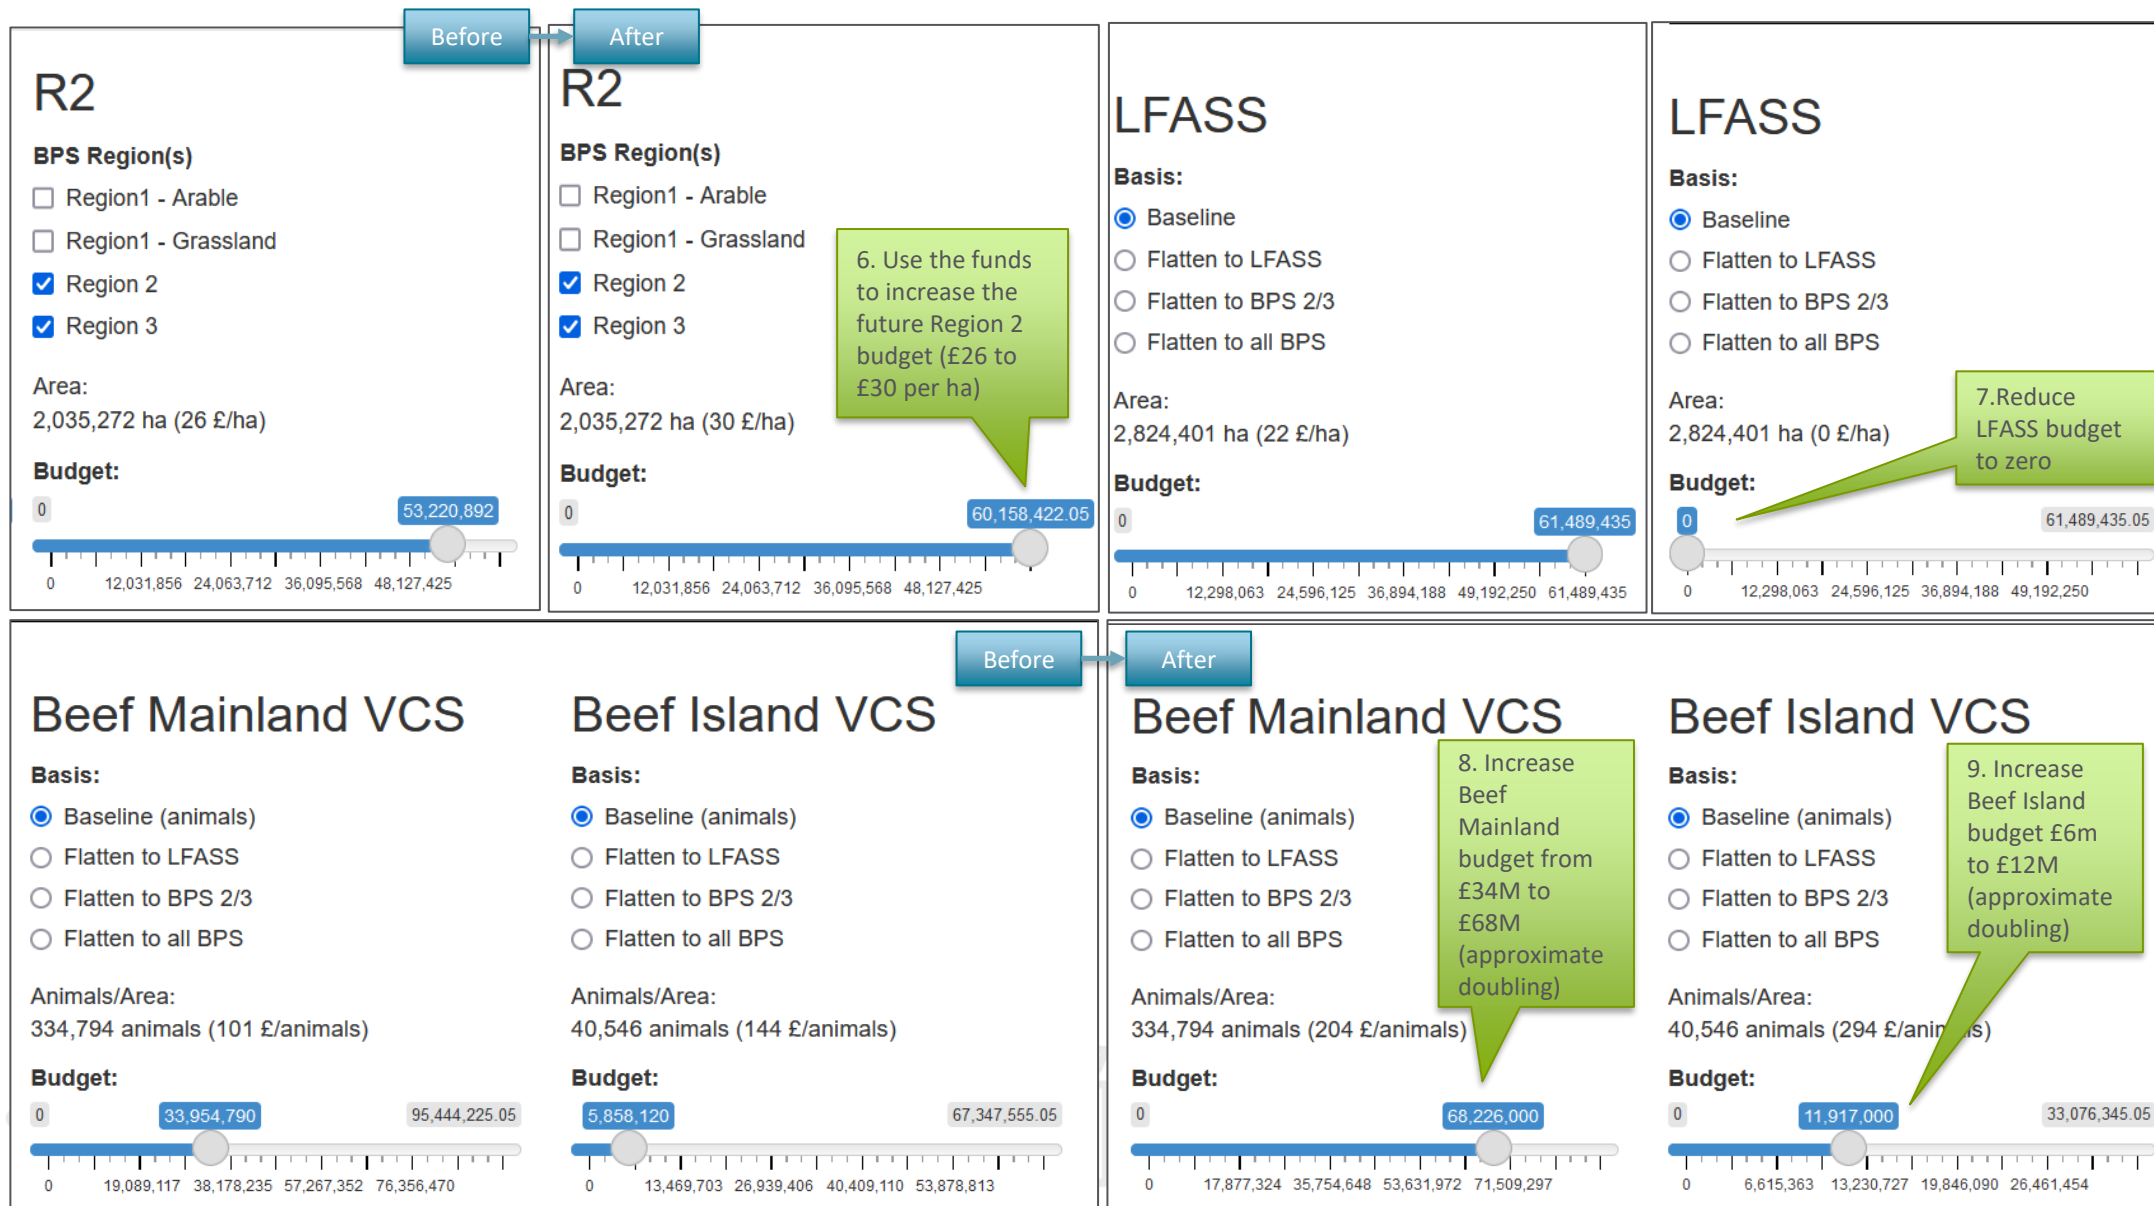 Before
After
R2
BPS Region(s)
Region1 - Arable
Region1 - Grassland
Region 2
Region 3
Area:
2,035,272 ha (26 £/ha)
Budget:
0
53,220,892
0 12,031,856 24,063,712 36,095,568 48,127,425
R2
BPS Region(s)
Region1 - Arable
Region1 - Grassland
Region 2
Region 3
Area:
2,035,272 ha (30 £/ha)
Budget:
0
60,158,422.05
0 12,031,856 24,063,712 36,095,568 48,127,425
6. Use the funds
to increase the
future Region 2
budget (£26 to
£30 per ha)
LFASS
Basis:
Baseline
Flatten to LFASS
Flatten to BPS 2/3
Flatten to all BPS
Area:
2,824,401 ha (22 £/ha)
Budget:
0
61,489,435
0 12,298,063 24,596,125 36,894,188 49,192,250 61,489,435
LFASS
Basis:
Baseline
Flatten to LFASS
Flatten to BPS 2/3
Flatten to all BPS
Area:
2,824,401 ha (0 £/ha)
Budget:
0
61,489,435.05
0 12,298,063 24,596,125 36,894,188 49,192,250
7.Reduce
LFASS budget
to zero
Before
After
Beef Mainland VCS
Basis:
Baseline (animals)
Flatten to LFASS
Flatten to BPS 2/3
Flatten to all BPS
Animals/Area:
334,794 animals (101 £/animals)
Budget:
0
33,954,790
95,444,225.05
0 19,089,117 38,178,235 57,267,352 76,356,470
Beef Island VCS
Basis:
Baseline (animals)
Flatten to LFASS
Flatten to BPS 2/3
Flatten to all BPS
Animals/Area:
40,546 animals (144 £/animals)
Budget:
5,858,120
67,347,555.05
0 13,469,703 26,939,406 40,409,110 53,878,813
Beef Mainland VCS
Basis:
Baseline (animals)
Flatten to LFASS
Flatten to BPS 2/3
Flatten to all BPS
Animals/Area:
334,794 animals (204 £/animals)
Budget:
0
68,226,000
0 17,877,324 35,754,648 53,631,972 71,509,297
8. Increase
Beef
Mainland
budget from
£34M to
£68M
(approximate
doubling)
Beef Island VCS
Basis:
Baseline (animals)
Flatten to LFASS
Flatten to BPS 2/3
Flatten to all BPS
Animals/Area:
40,546 animals (294 £/animals)
Budget:
0
11,917,000
33,076,345.05
0 6,615,363 13,230,727 19,846,090 26,461,454
9. Increase
Beef Island
budget £6m
to £12M
(approximate
doubling)